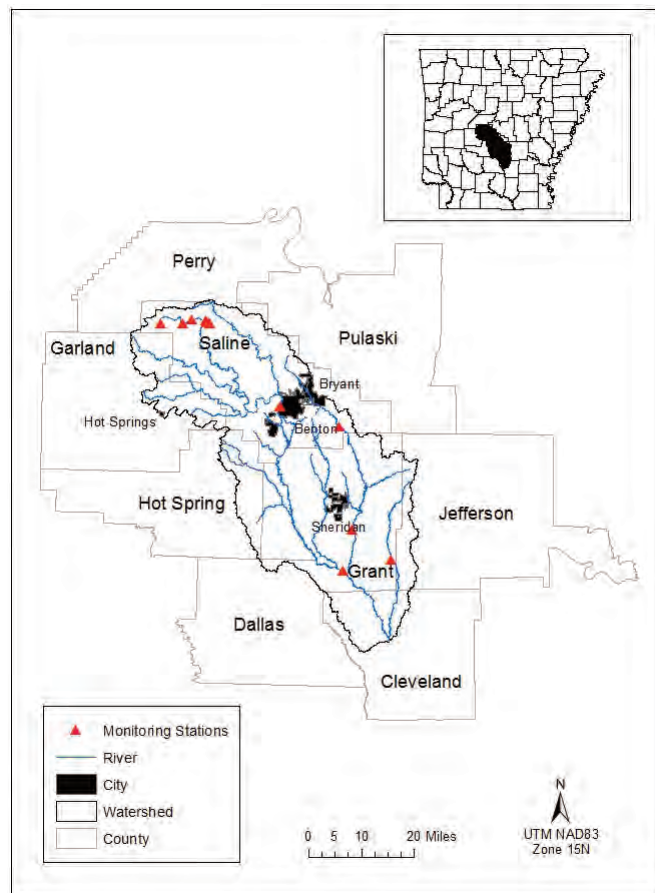 Perry
Pulaski
Garland
Saline
Bryant
Hot Springs
Benton
Hot Spring
Jefferson
Sheridan
Grant
Dallas
Cleveland
Monitoring Stations
River
City
Watershed
County
0 5 10 20 Miles
N
UTM NAD83
Zone 15N